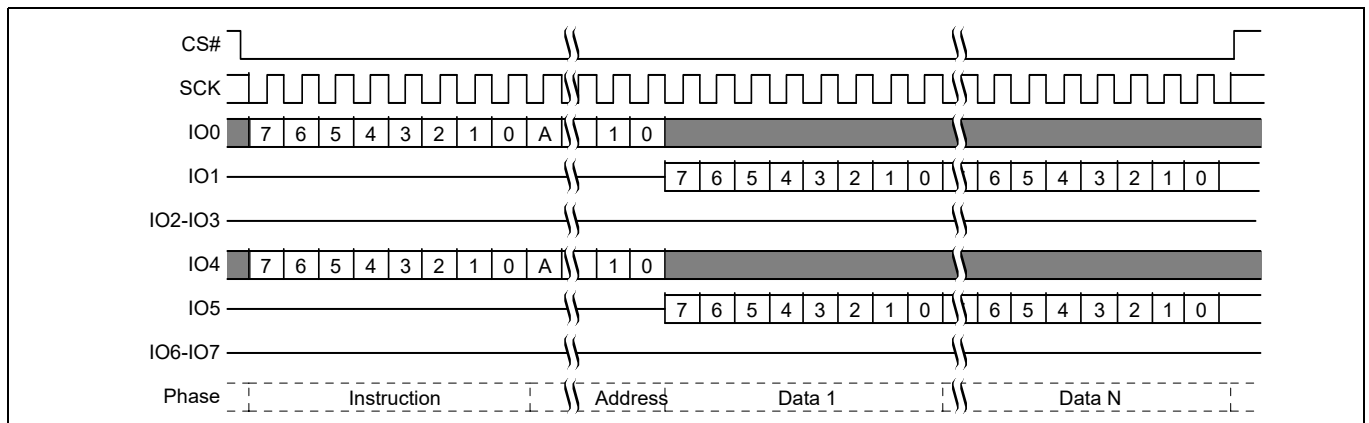 CS#
SCK
IO0 7 6 5 4 3 2 1 0 A 1 0
IO1 7 6 5 4 3 2 1 0 6 5 4 3 2 1 0
IO2-IO3
IO4 7 6 5 4 3 2 1 0 A 1 0
IO5 7 6 5 4 3 2 1 0 6 5 4 3 2 1 0
IO6-IO7
Phase Instruction Address Data 1 Data N